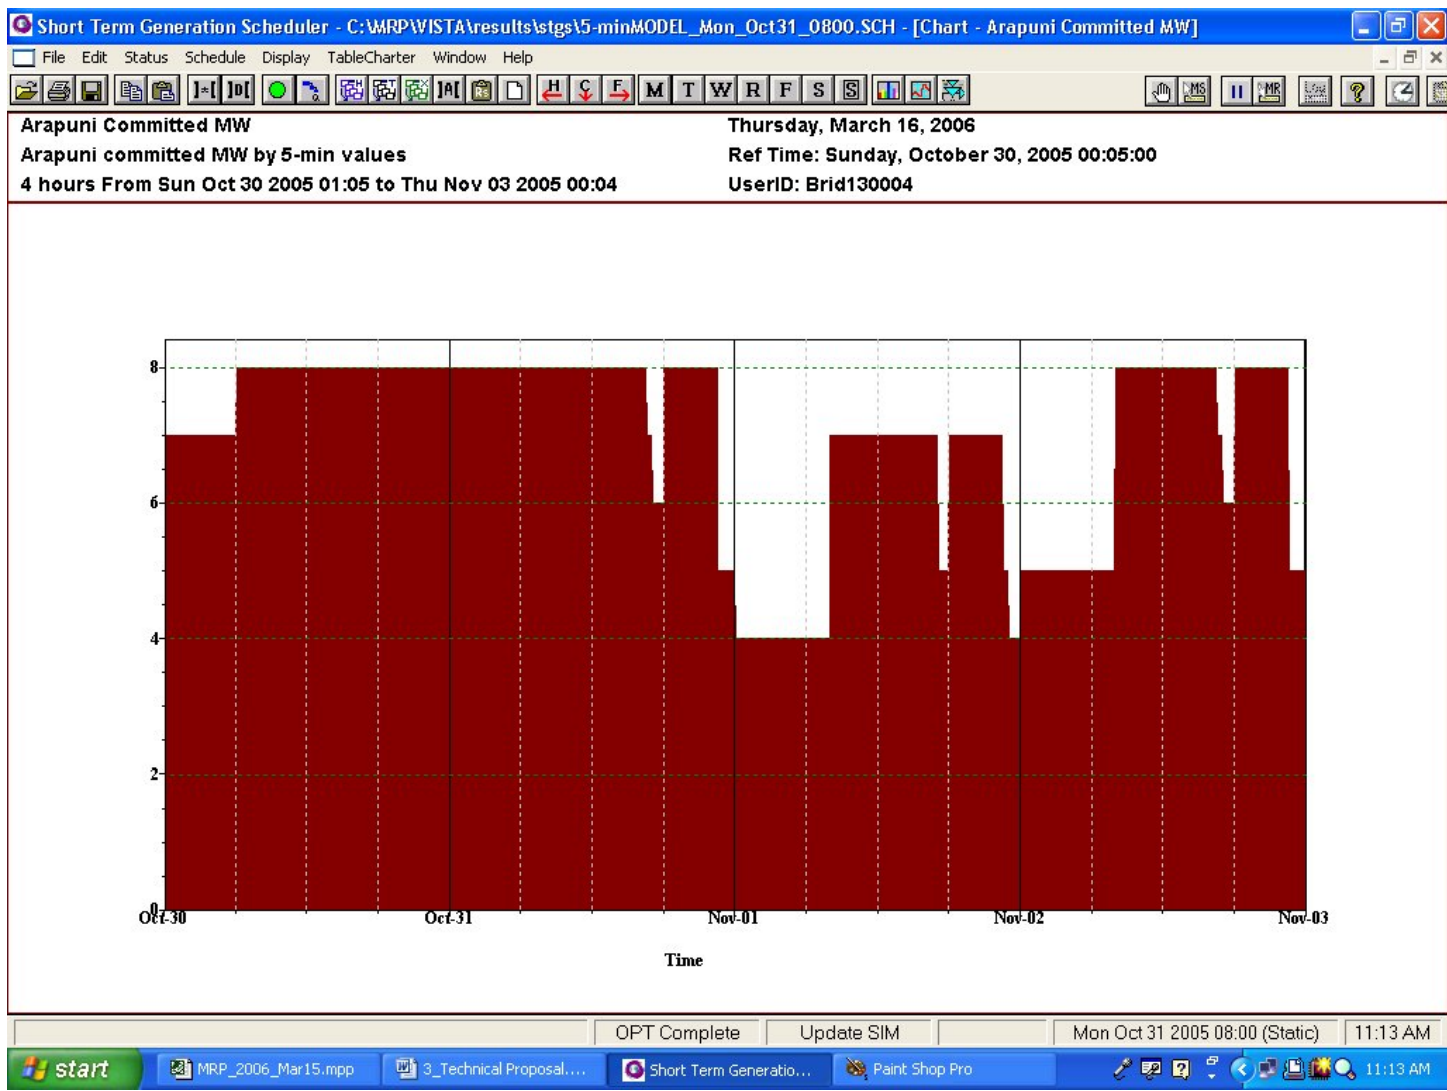 Short Term Generation Scheduler - C:\MRP\VISTA\results\stgs\5-minMODEL_Mon_Oct31_0800.SCH - [Chart - Arapuni Committed MW]
File Edit Status Schedule Display TableCharter Window Help
]*[ ]D[ H T X ]A[ Rs H C F M T W R F S S MS II MR ?
Arapuni Committed MW
Thursday, March 16, 2006
Arapuni committed MW by 5-min values
Ref Time: Sunday, October 30, 2005 00:05:00
4 hours From Sun Oct 30 2005 01:05 to Thu Nov 03 2005 00:04
UserID: Brid130004
8
6
4
2
0
Oct-30 Oct-31 Nov-01 Nov-02 Nov-03
Time
OPT Complete Update SIM Mon Oct 31 2005 08:00 (Static) 11:13 AM
start MRP_2006_Mar15.mpp 3_Technical Proposal.... Short Term Generatio... Paint Shop Pro 11:13 AM